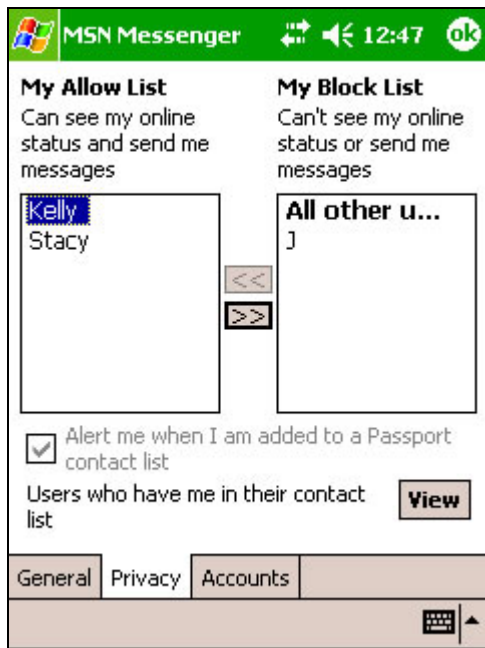 MSN Messenger 12:47 ok
My Allow List
Can see my online
status and send me
messages
My Block List
Can't see my online
status or send me
messages
Kelly
Stacy
All other u...
J
<<
>>
Alert me when I am added to a Passport
contact list
Users who have me in their contact
list
View
General Privacy Accounts